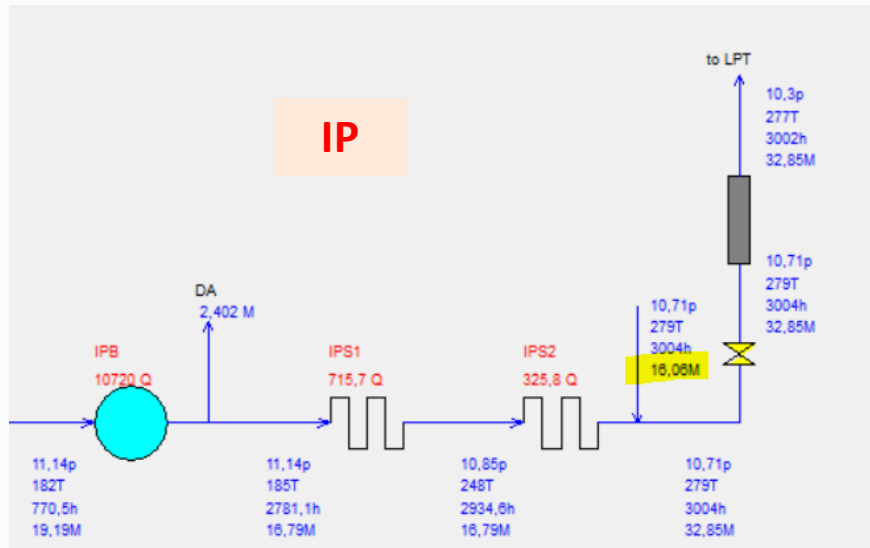 to LPT
10,3p
277T
3002h
32,85M
IP
10,71p
279T
3004h
32,85M
DA
2,402 M
10,71p
279T
3004h
16,06M
IPB
10720 Q
IPS1
715,7 Q
IPS2
325,8 Q
11,14p
182T
770,5h
19,19M
11,14p
185T
2781,1h
16,79M
10,85p
248T
2934,6h
16,79M
10,71p
279T
3004h
32,85M